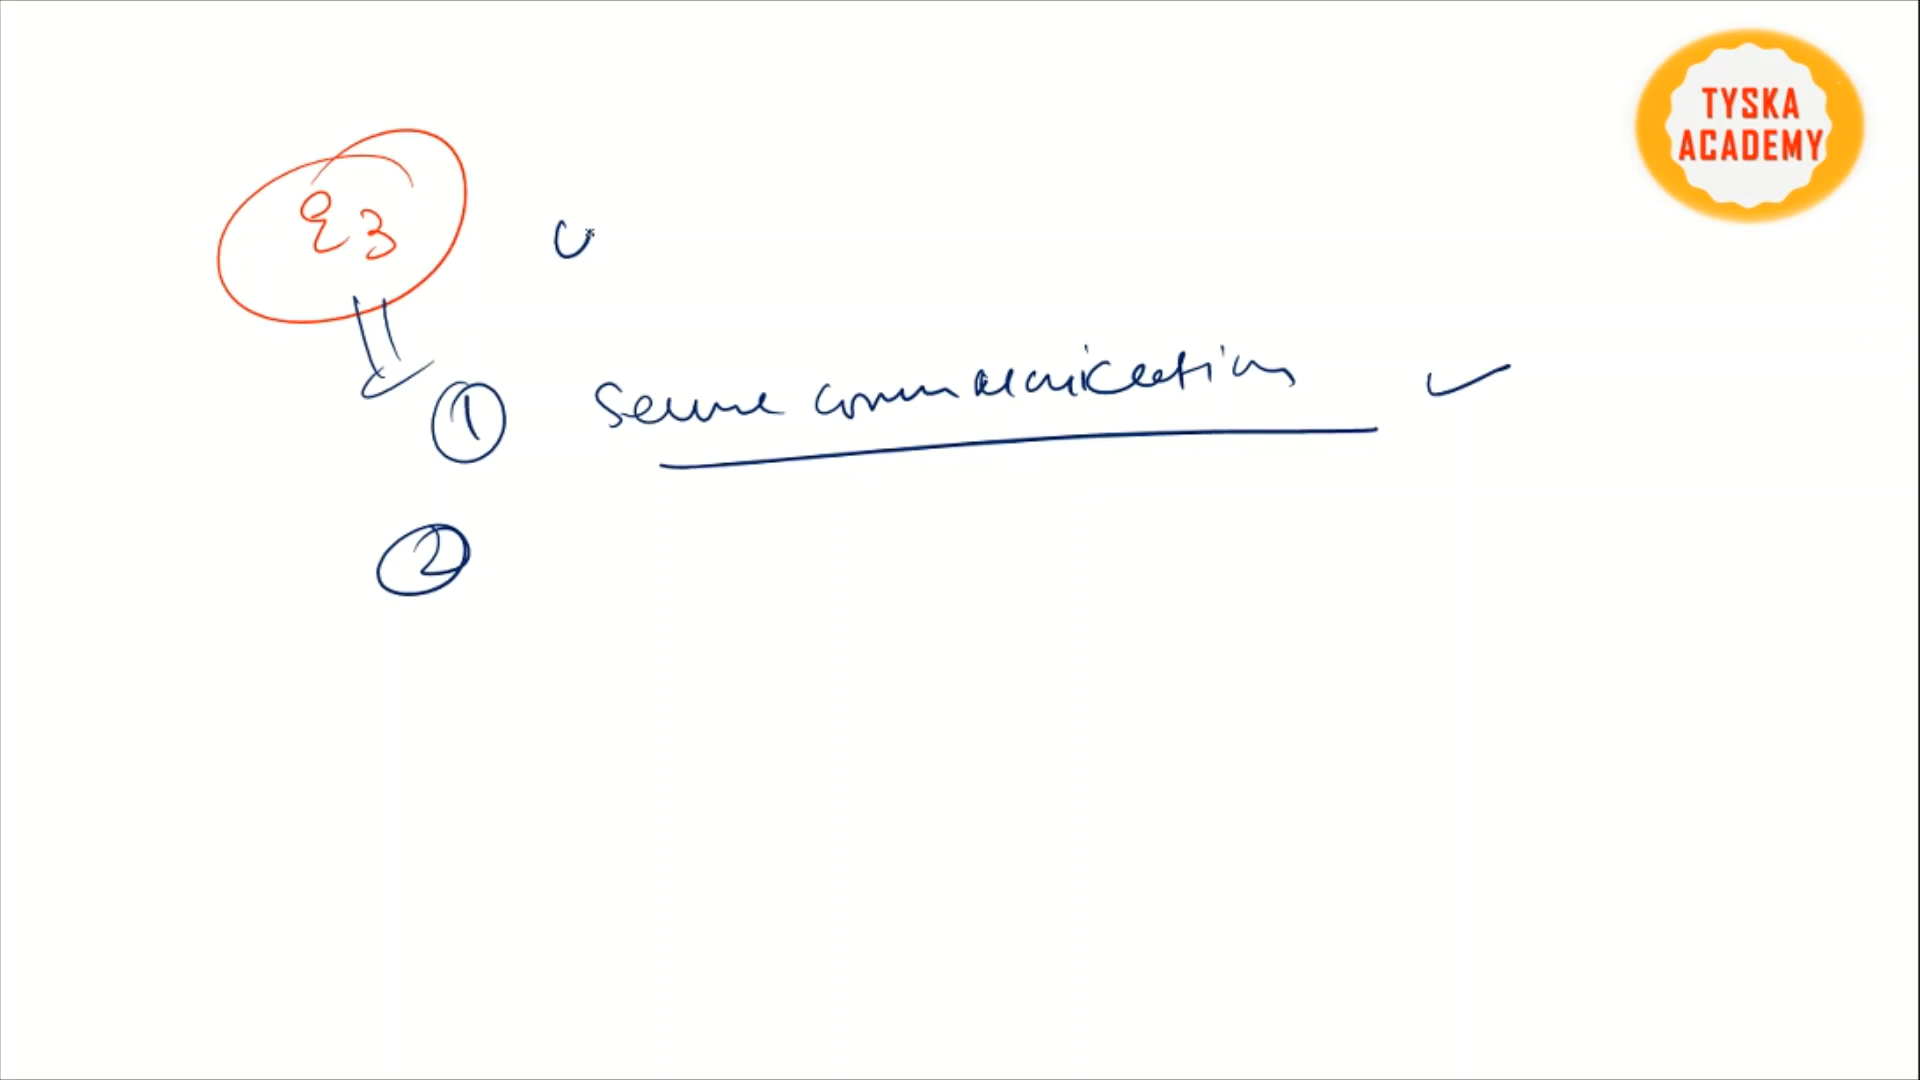 TYSKA
ACADEMY
E3
① Secure communication
②